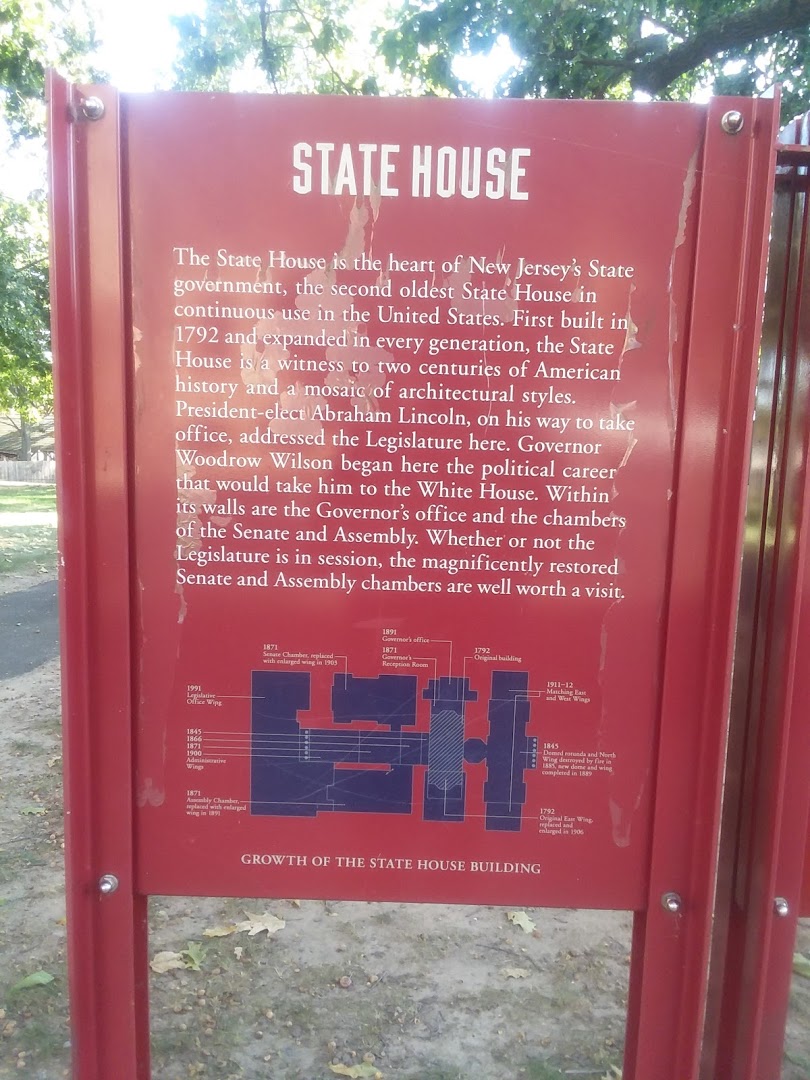 STATE HOUSE
The State House is the heart of New Jersey's State
government, the second oldest State House in
continuous use in the United States. First built in
1792 and expanded in every generation, the State
House is a witness to two centuries of American
history and a mosaic of architectural styles.
President-elect Abraham Lincoln, on his way to take
office, addressed the Legislature here. Governor
Woodrow Wilson began here the political career
that would take him to the White House. Within
its walls are the Governor's office and the chambers
of the Senate and Assembly. Whether or not the
Legislature is in session, the magnificently restored
Senate and Assembly chambers are well worth a visit.
1891
Governor's office
1871
Senate Chamber, replaced
with enlarged wing in 1903
1871
Governor's
Reception Room
1792
Original building
1991
Legislative
Office Wing
1911-12
Matching East
and West Wings
1845
1866
1871
1900
Administrative
Wings
1845
Domed rotunda and North
Wing destroyed by fire in
1885, new dome and wing
completed in 1889
1871
Assembly Chamber,
replaced with enlarged
wing in 1891
1792
Original East Wing,
replaced and
enlarged in 1906
GROWTH OF THE STATE HOUSE BUILDING